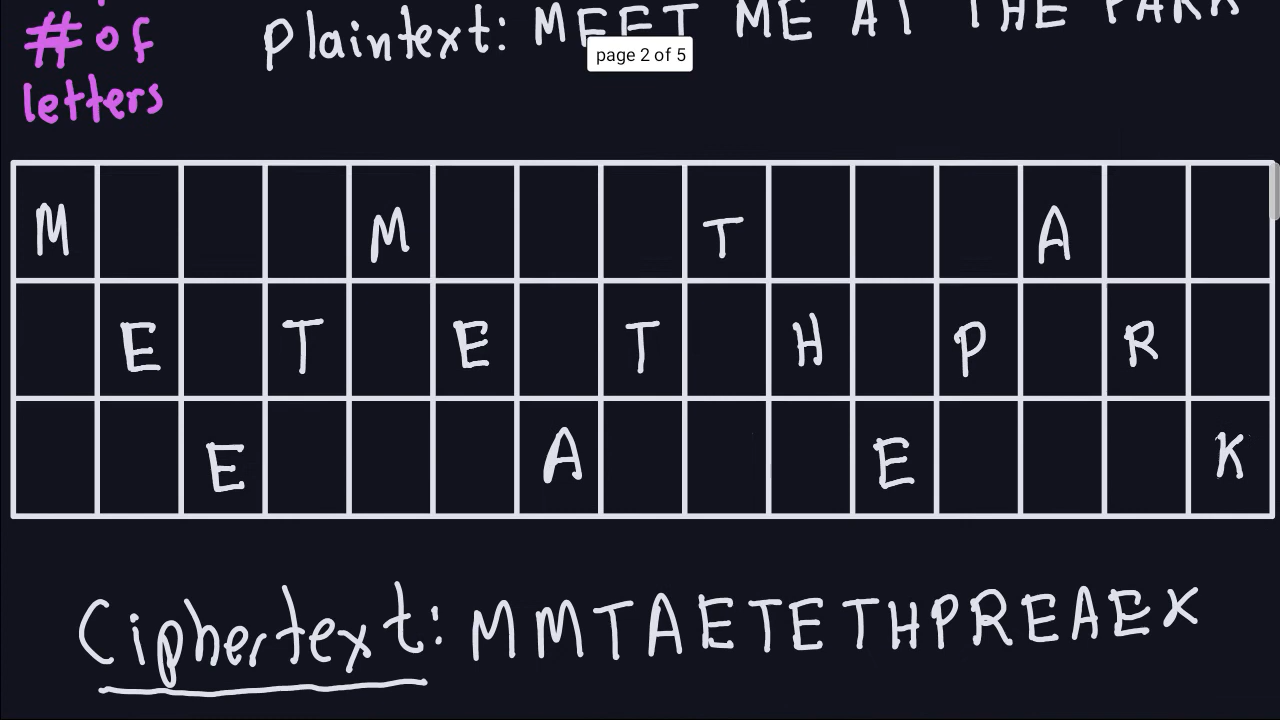 # of
letters
Plaintext: MEET ME AT THE PARK
page 2 of 5
M M T A
E T E T H P R
E A E K
Ciphertext: MMTAETETHPREAEK